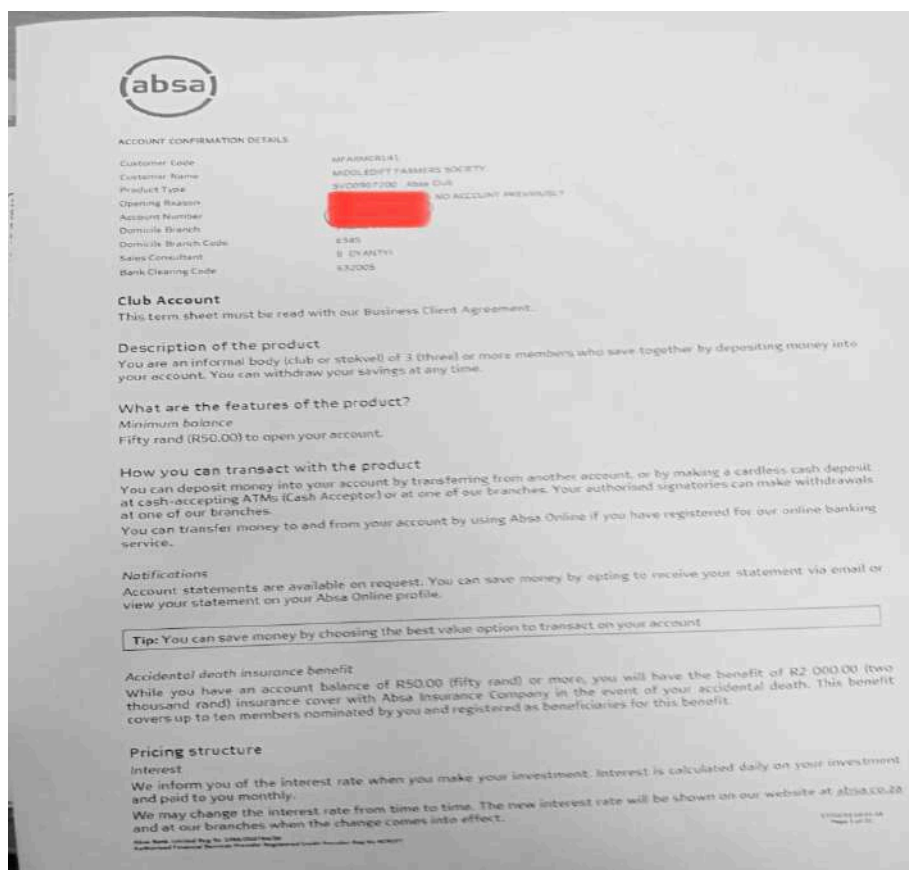 absa
ACCOUNT CONFIRMATION DETAILS
Customer Code
Customer Name MIDDLEDIFT FARMERS SOCIETY
Product Type Absa Club
Opening Reason NO ACCOUNT PREVIOUSLY
Account Number
Domicile Branch
Domicile Branch Code
Sales Consultant
Bank Clearing Code 632005
Club Account
This term sheet must be read with our Business Client Agreement.
Description of the product
You are an informal body (club or stokvel) of 3 (three) or more members who save together by depositing money into
your account. You can withdraw your savings at any time.
What are the features of the product?
Minimum balance
Fifty rand (R50.00) to open your account.
How you can transact with the product
You can deposit money into your account by transferring from another account, or by making a cardless cash deposit
at cash-accepting ATMs (Cash Acceptor) or at one of our branches. Your authorised signatories can make withdrawals
at one of our branches.
You can transfer money to and from your account by using Absa Online if you have registered for our online banking
service.
Notifications
Account statements are available on request. You can save money by opting to receive your statement via email or
view your statement on your Absa Online profile.
Tip: You can save money by choosing the best value option to transact on your account
Accidental death insurance benefit
While you have an account balance of R50.00 (fifty rand) or more, you will have the benefit of R2 000.00 (two
thousand rand) insurance cover with Absa Insurance Company in the event of your accidental death. This benefit
covers up to ten members nominated by you and registered as beneficiaries for this benefit.
Pricing structure
Interest
We inform you of the interest rate when you make your investment. Interest is calculated daily on your investment
and paid to you monthly.
We may change the interest rate from time to time. The new interest rate will be shown on our website at absa.co.za
and at our branches when the change comes into effect.